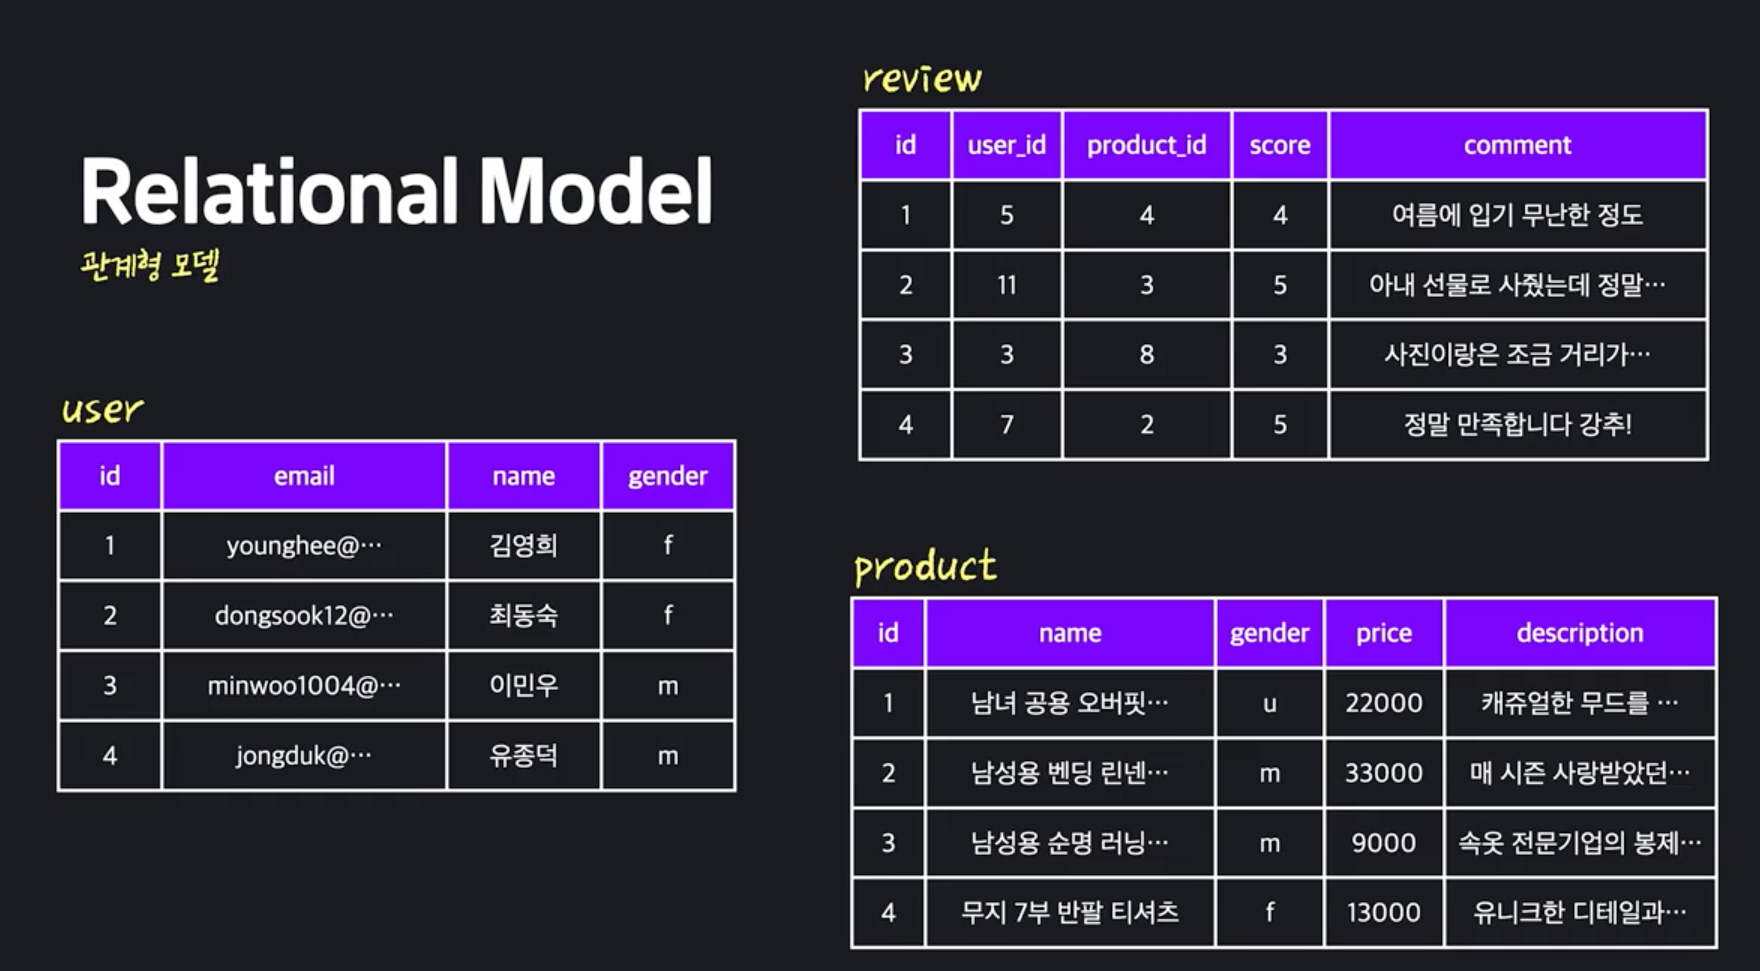 Relational Model
관계형 모델
user
id email name gender
1 younghee@⋯ 김영희 f
2 dongsook12@⋯ 최동숙 f
3 minwoo1004@⋯ 이민우 m
4 jongduk@⋯ 유종덕 m
review
id user_id product_id score comment
1 5 4 4 여름에 입기 무난한 정도
2 11 3 5 아내 선물로 사줬는데 정말⋯
3 3 8 3 사진이랑은 조금 거리가⋯
4 7 2 5 정말 만족합니다 강추!
product
id name gender price description
1 남녀 공용 오버핏⋯ u 22000 캐쥬얼한 무드를 ⋯
2 남성용 벤딩 린넨⋯ m 33000 매 시즌 사랑받았던⋯
3 남성용 순명 러닝⋯ m 9000 속옷 전문기업의 봉제⋯
4 무지 7부 반팔 티셔츠 f 13000 유니크한 디테일과⋯